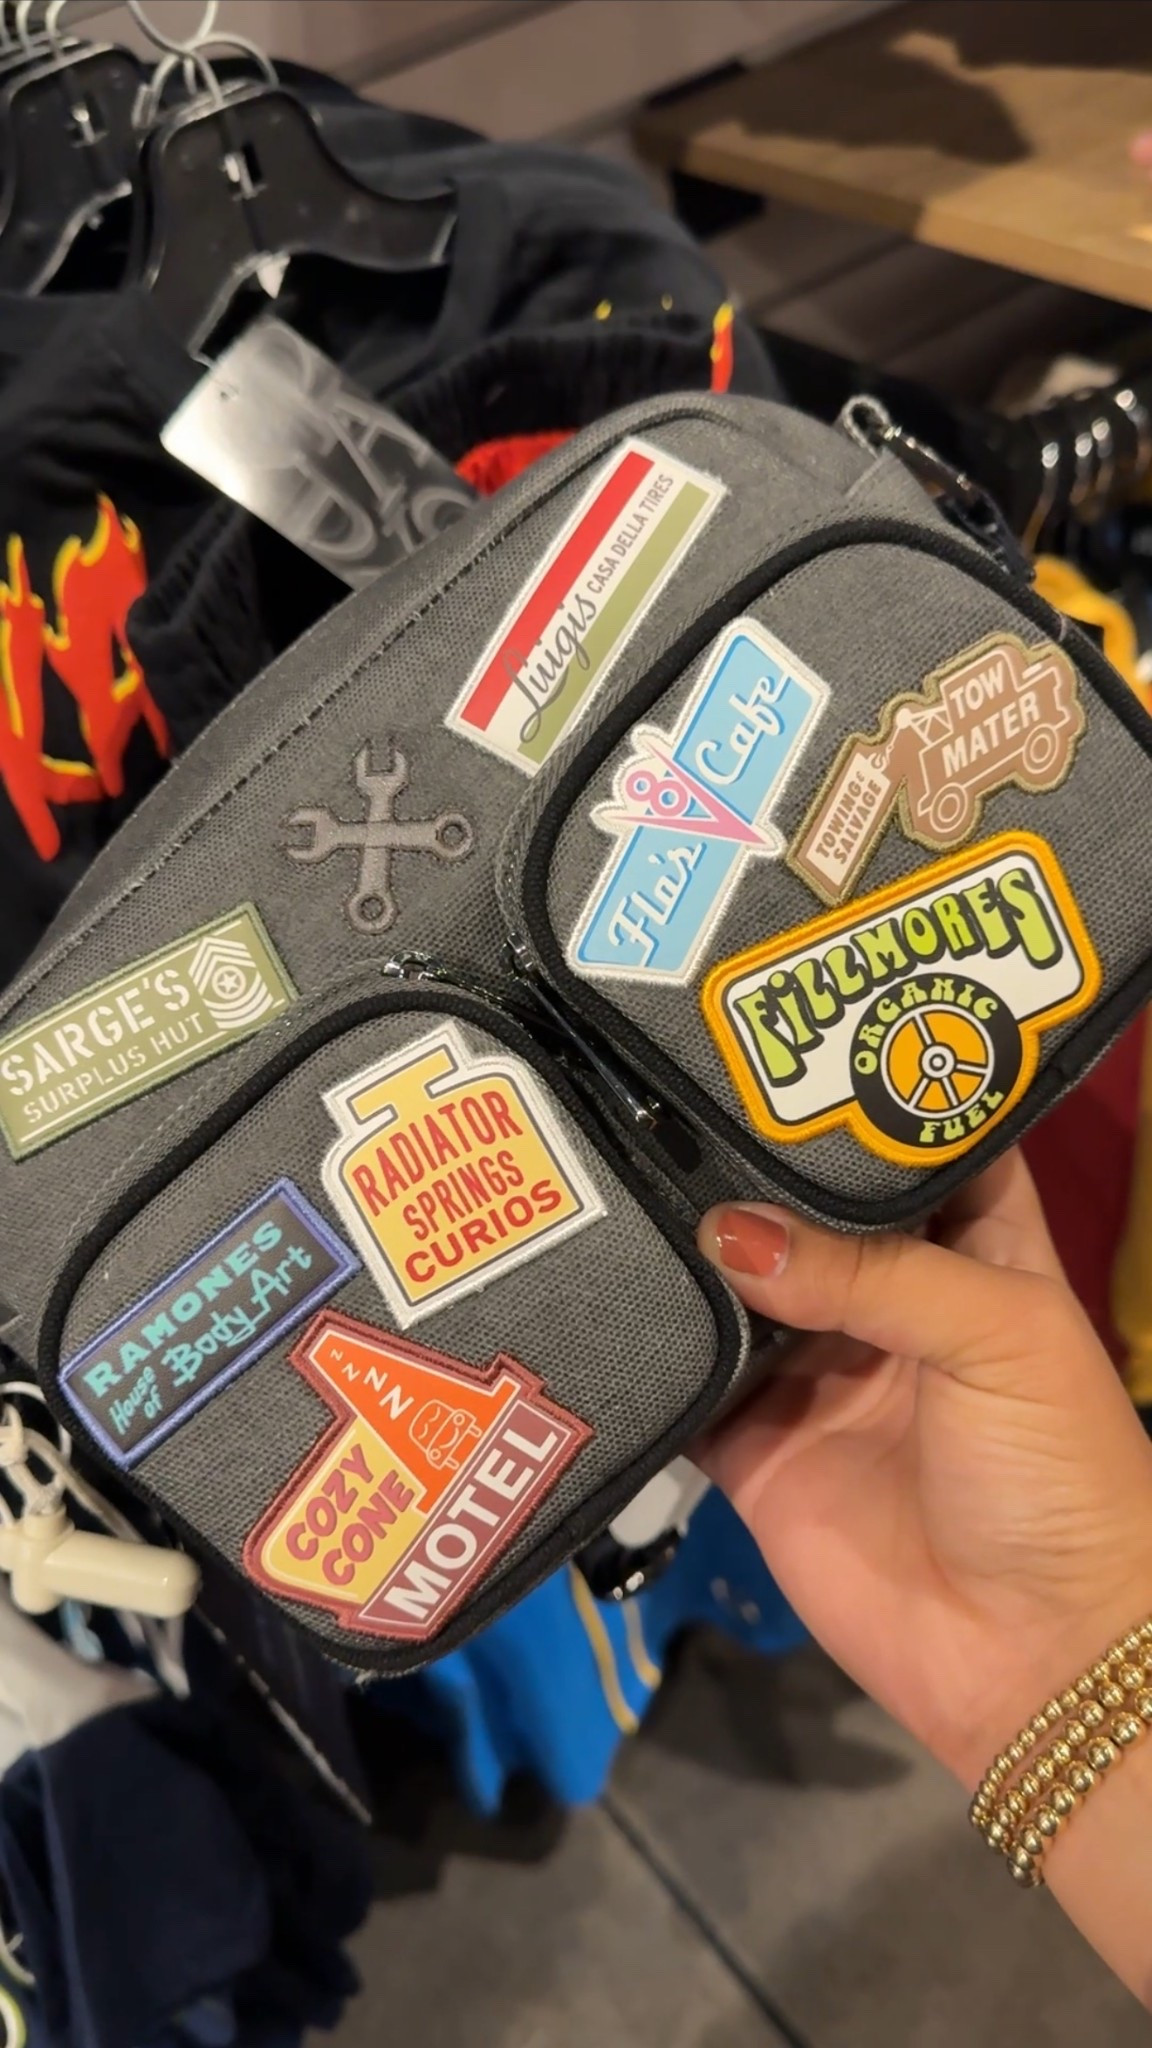 Luigi's CASA DELLA TIRES
Flo's
V8
Cafe
TOW
MATER
TOWING &
SALVAGE
FiLLMORES
ORGANIC
FUEL
SARGE'S
SURPLUS HUT
RADIATOR
SPRINGS
CURIOS
RAMONES
House of Body Art
z z z z
COZY
CONE
MOTEL